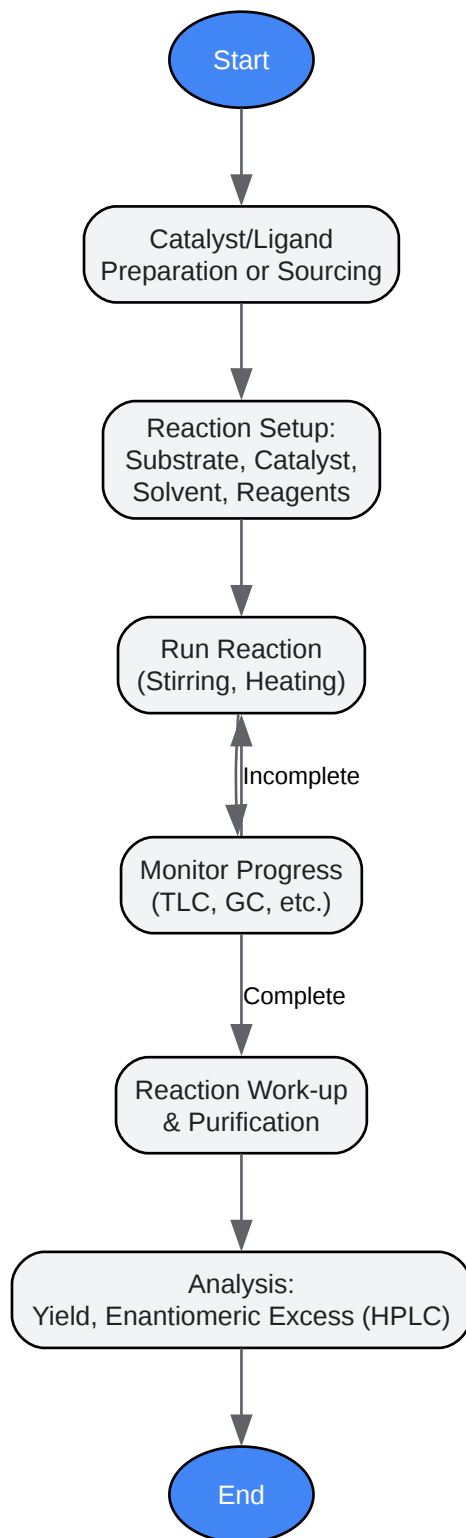 Start
Catalyst/Ligand
Preparation or Sourcing
Reaction Setup:
Substrate, Catalyst,
Solvent, Reagents
Run Reaction
(Stirring, Heating)
Incomplete
Monitor Progress
(TLC, GC, etc.)
Complete
Reaction Work-up
& Purification
Analysis:
Yield, Enantiomeric Excess (HPLC)
End